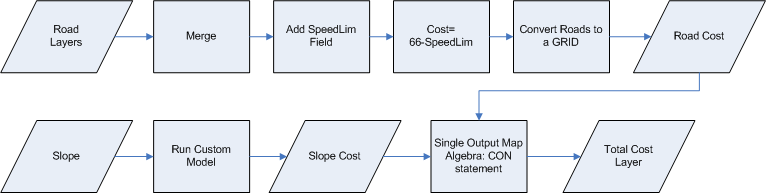 Road
Layers
Merge
Add SpeedLim
Field
Cost=
66-SpeedLim
Convert Roads to
a GRID
Road Cost
Slope
Run Custom
Model
Slope Cost
Single Output Map
Algebra: CON
statement
Total Cost
Layer